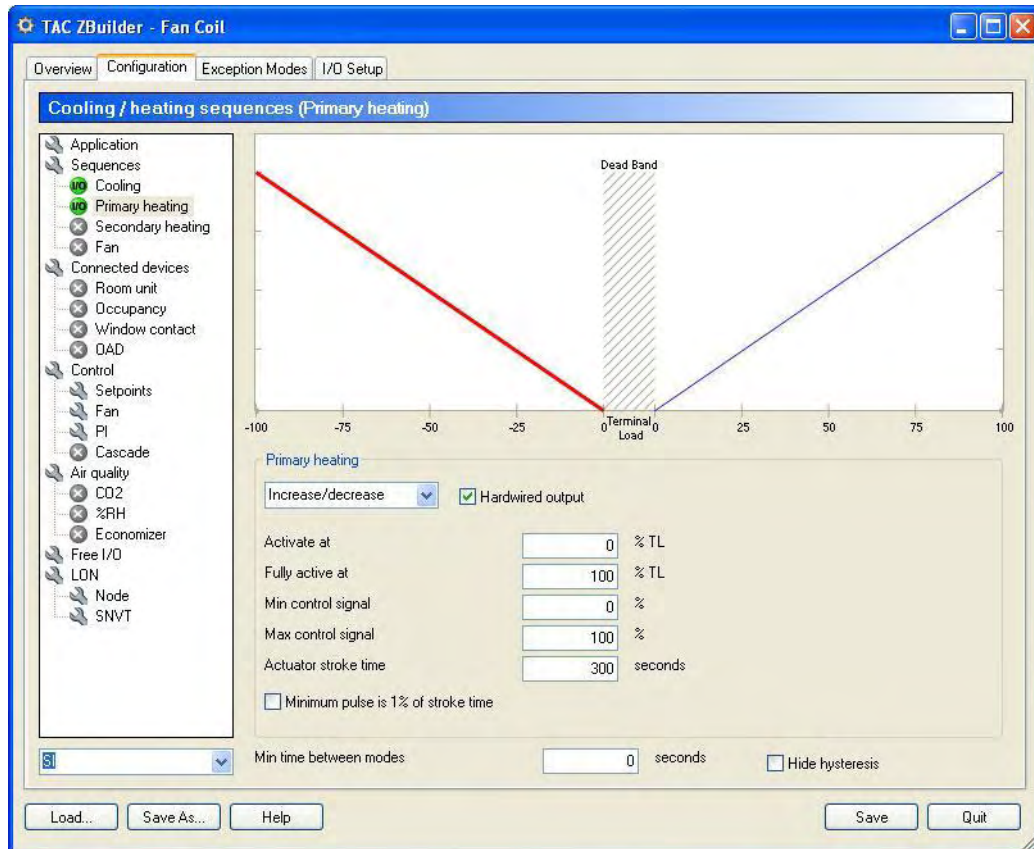 TAC ZBuilder - Fan Coil
Overview Configuration Exception Modes I/O Setup
Cooling / heating sequences (Primary heating)
Application
Sequences
I/O Cooling
I/O Primary heating
Secondary heating
Fan
Connected devices
Room unit
Occupancy
Window contact
OAD
Control
Setpoints
Fan
PI
Cascade
Air quality
CO2
%RH
Economizer
Free I/O
LON
Node
SNVT
SI
Dead Band
-100 -75 -50 -25 0 Terminal Load 0 25 50 75 100
Primary heating
Increase/decrease Hardwired output
Activate at 0 % TL
Fully active at 100 % TL
Min control signal 0 %
Max control signal 100 %
Actuator stroke time 300 seconds
Minimum pulse is 1% of stroke time
Min time between modes 0 seconds Hide hysteresis
Load... Save As... Help Save Quit